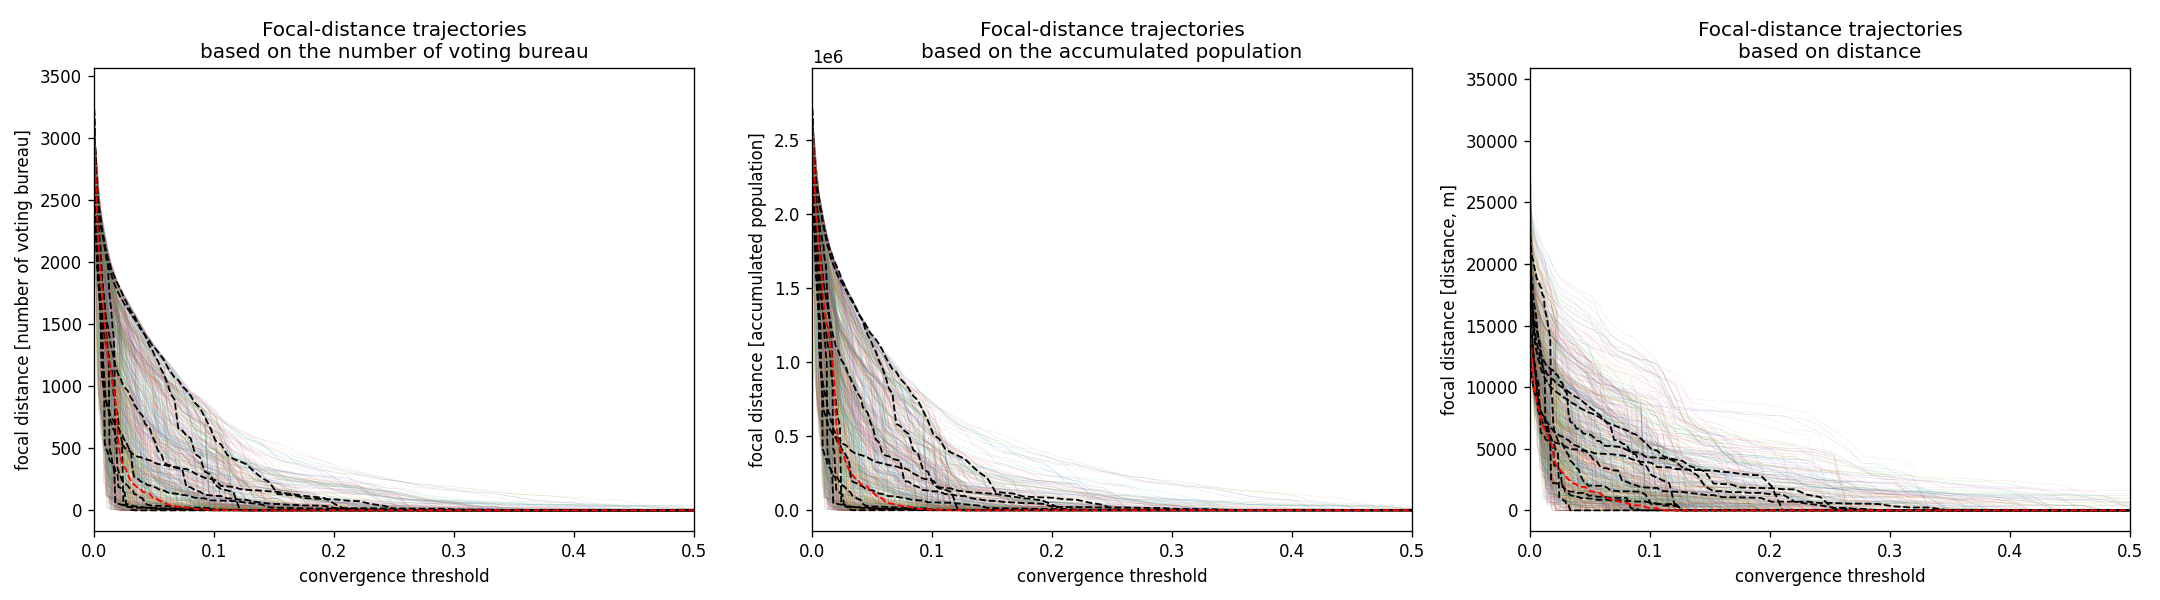 Focal-distance trajectories
based on the number of voting bureau
focal distance [number of voting bureau]
3500
3000
2500
2000
1500
1000
500
0
0.0 0.1 0.2 0.3 0.4 0.5
convergence threshold
Focal-distance trajectories
based on the accumulated population
1e6
focal distance [accumulated population]
2.5
2.0
1.5
1.0
0.5
0.0
0.0 0.1 0.2 0.3 0.4 0.5
convergence threshold
Focal-distance trajectories
based on distance
focal distance [distance, m]
35000
30000
25000
20000
15000
10000
5000
0
0.0 0.1 0.2 0.3 0.4 0.5
convergence threshold